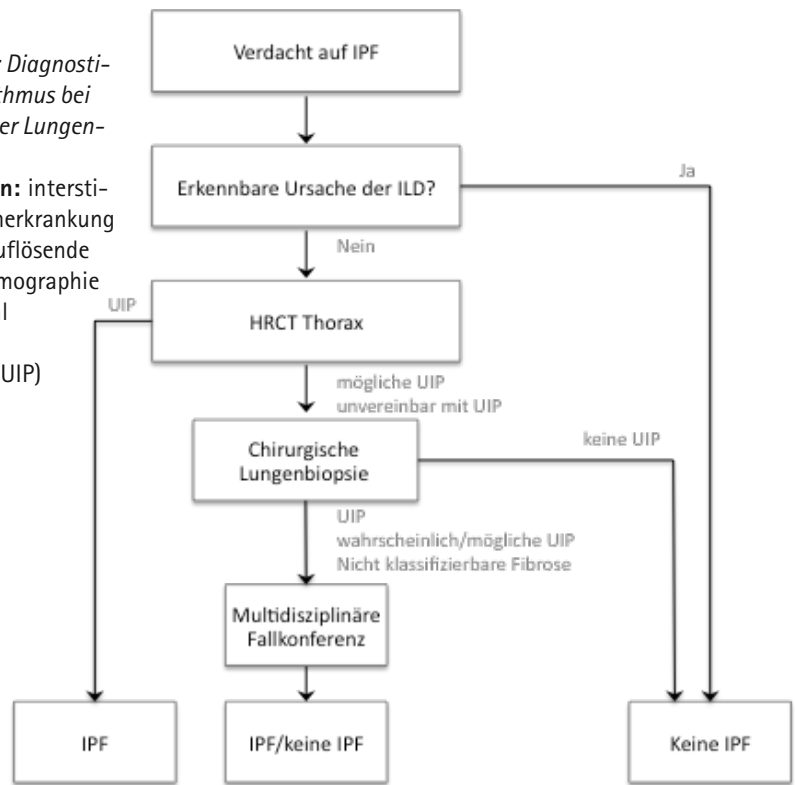 : Diagnosti-
thmus bei
er Lungen-
n: intersti-
nerkrankung
uflösende
mographie
l
UIP)
Verdacht auf IPF
Erkennbare Ursache der ILD?
Ja
Nein
HRCT Thorax
UIP
mögliche UIP
unvereinbar mit UIP
Chirurgische
Lungenbiopsie
keine UIP
UIP
wahrscheinlich/mögliche UIP
Nicht klassifizierbare Fibrose
Multidisziplinäre
Fallkonferenz
IPF
IPF/keine IPF
Keine IPF